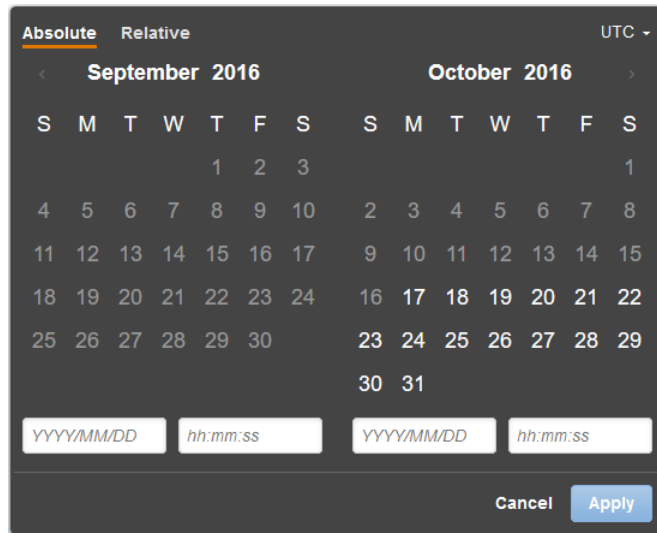 Absolute Relative UTC
‹ September 2016 October 2016 ›
S M T W T F S S M T W T F S
1 2 3 1
4 5 6 7 8 9 10 2 3 4 5 6 7 8
11 12 13 14 15 16 17 9 10 11 12 13 14 15
18 19 20 21 22 23 24 16 17 18 19 20 21 22
25 26 27 28 29 30 23 24 25 26 27 28 29
30 31
YYYY/MM/DD hh:mm:ss YYYY/MM/DD hh:mm:ss
Cancel Apply